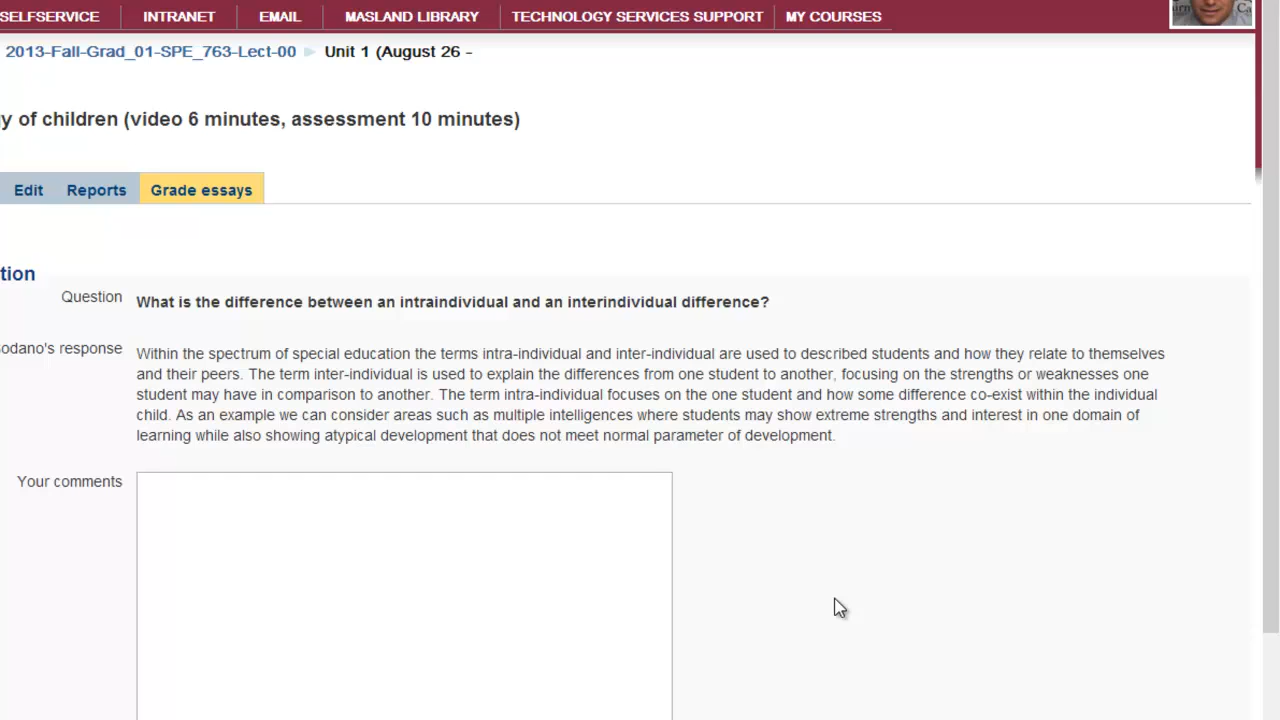 SELFSERVICE INTRANET EMAIL MASLAND LIBRARY TECHNOLOGY SERVICES SUPPORT MY COURSES
2013-Fall-Grad_01-SPE_763-Lect-00 Unit 1 (August 26 -
y of children (video 6 minutes, assessment 10 minutes)
Edit Reports Grade essays
tion
Question What is the difference between an intraindividual and an interindividual difference?
odano's response Within the spectrum of special education the terms intra-individual and inter-individual are used to described students and how they relate to themselves
and their peers. The term inter-individual is used to explain the differences from one student to another, focusing on the strengths or weaknesses one
student may have in comparison to another. The term intra-individual focuses on the one student and how some difference co-exist within the individual
child. As an example we can consider areas such as multiple intelligences where students may show extreme strengths and interest in one domain of
learning while also showing atypical development that does not meet normal parameter of development.
Your comments